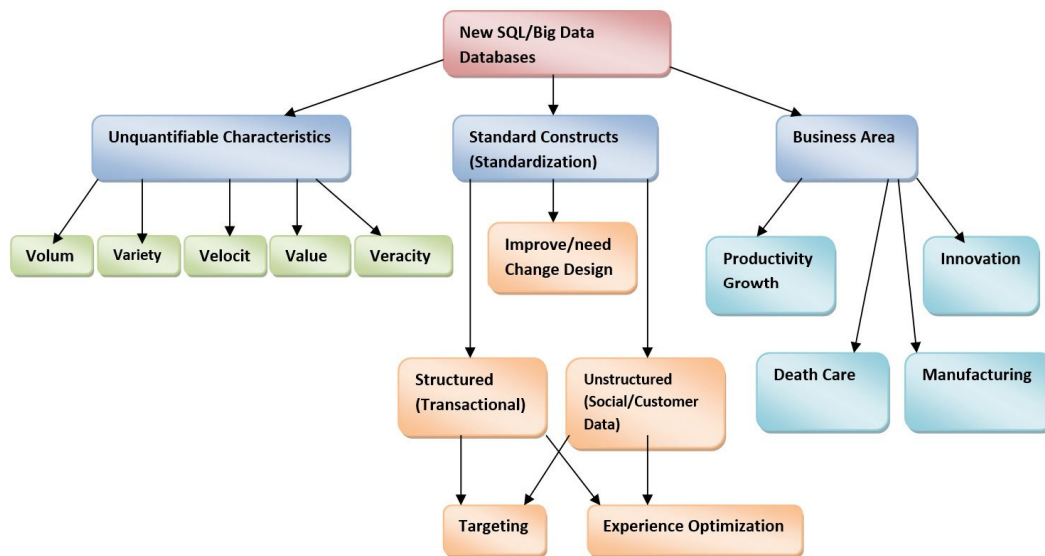 New SQL/Big Data
Databases
Unquantifiable Characteristics
Standard Constructs
(Standardization)
Business Area
Volum
Variety
Velocit
Value
Veracity
Improve/need
Change Design
Productivity
Growth
Innovation
Structured
(Transactional)
Unstructured
(Social/Customer
Data)
Death Care
Manufacturing
Targeting
Experience Optimization